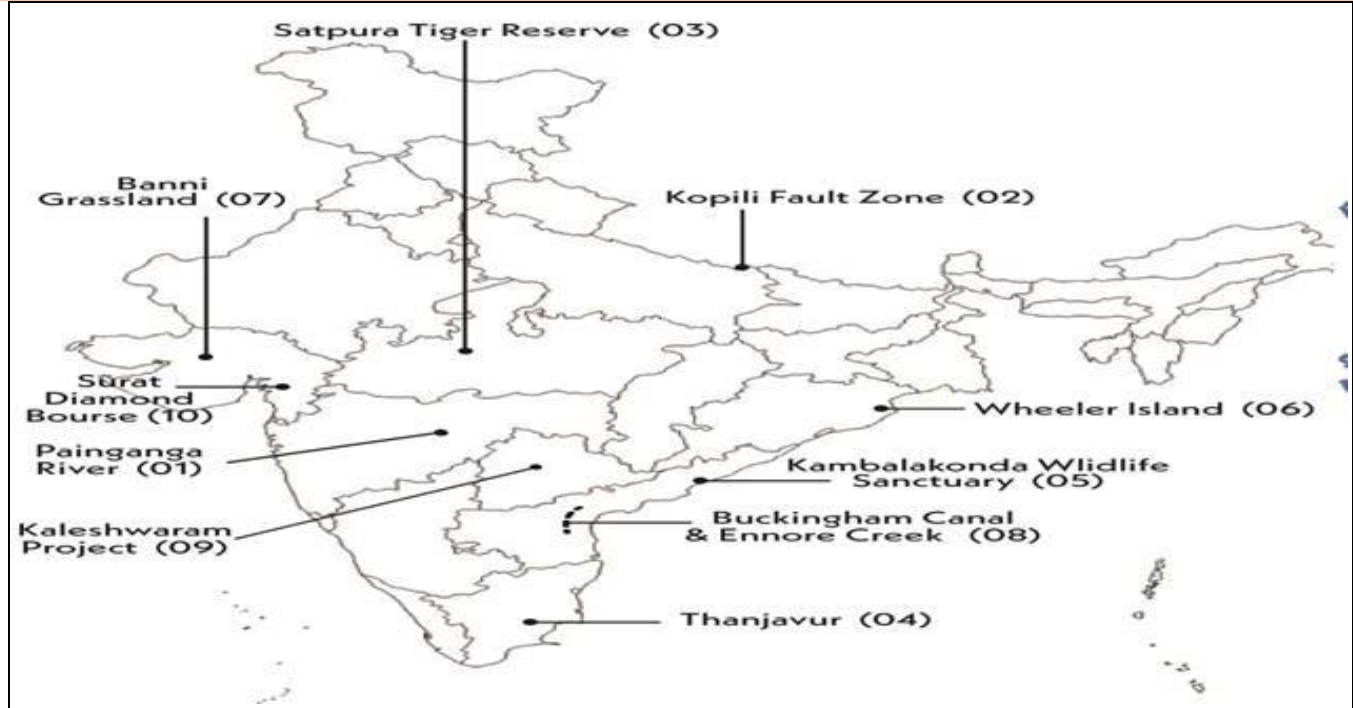 Satpura Tiger Reserve (03)
Banni
Grassland (07)
Kopili Fault Zone (02)
Sūrat
Diamond
Bourse (10)
Wheeler Island (06)
Painganga
River (01)
Kambalakonda Wlidlife
Sanctuary (05)
Kaleshwaram
Project (09)
Buckingham Canal
& Ennore Creek (08)
Thanjavur (04)